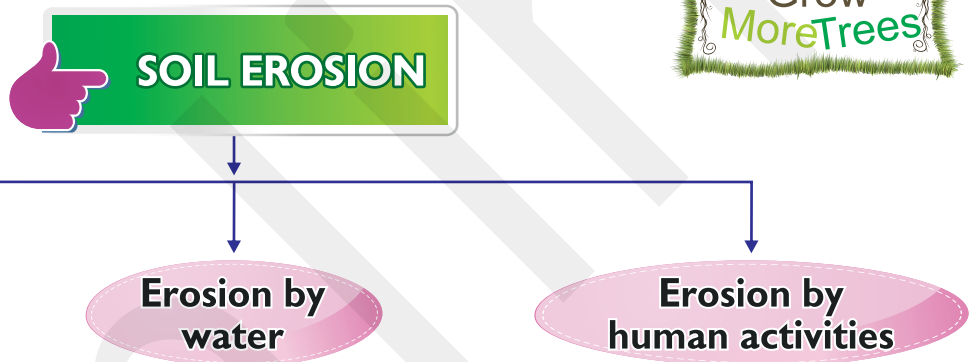 Grow
MoreTrees
SOIL EROSION
Erosion by
water
Erosion by
human activities